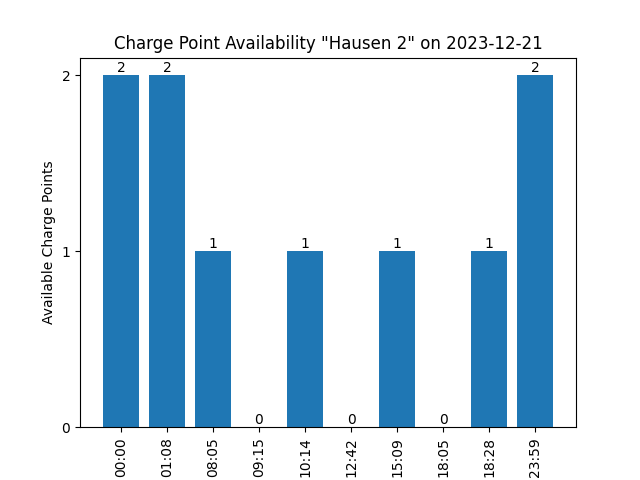 Charge Point Availability "Hausen 2" on 2023-12-21
Available Charge Points
2
1
0
2 2 1 0 1 0 1 0 1 2
00:00 01:08 08:05 09:15 10:14 12:42 15:09 18:05 18:28 23:59